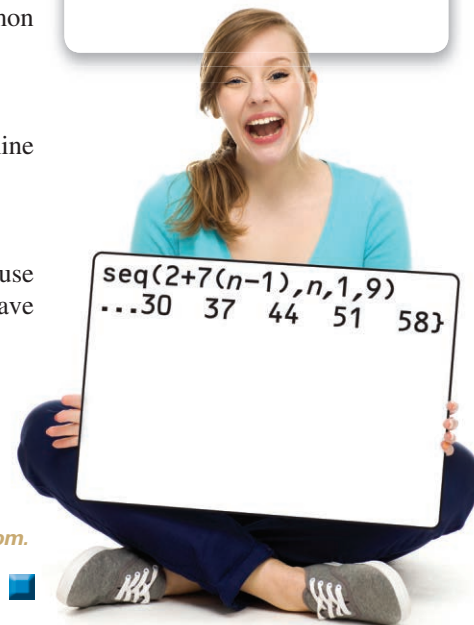 non
ine
use
seq(2+7(n−1),n,1,9)
ave
...30 37 44 51 58}
om.